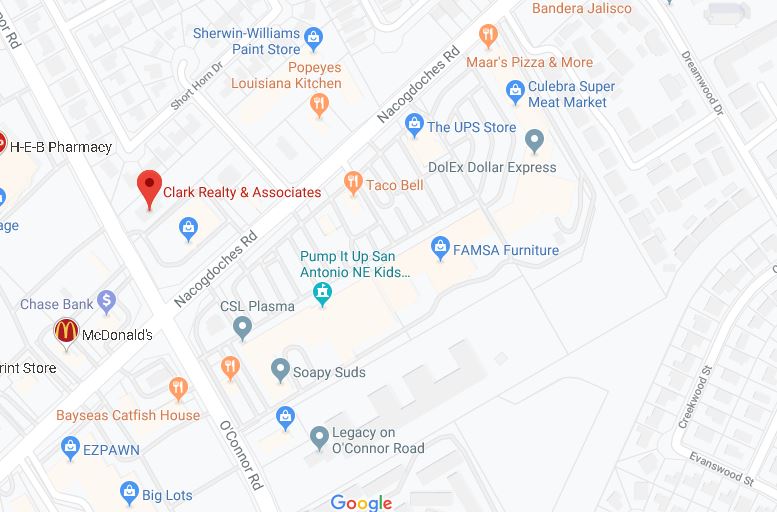 Bandera Jalisco
O'Connor Rd
Sherwin-Williams
Paint Store
Maar's Pizza & More
Popeyes
Louisiana Kitchen
Short Horn Dr
Nacogdoches Rd
Dreamwood Dr
Culebra Super
Meat Market
The UPS Store
H-E-B Pharmacy
DolEx Dollar Express
Clark Realty & Associates
Taco Bell
age
Nacogdoches Rd
FAMSA Furniture
Pump It Up San
Antonio NE Kids...
Chase Bank
$
CSL Plasma
McDonald's
rint Store
Soapy Suds
Bayseas Catfish House
Creekwood St
O'Connor Rd
Legacy on
O'Connor Road
EZPAWN
Evanswood St
Big Lots
Google